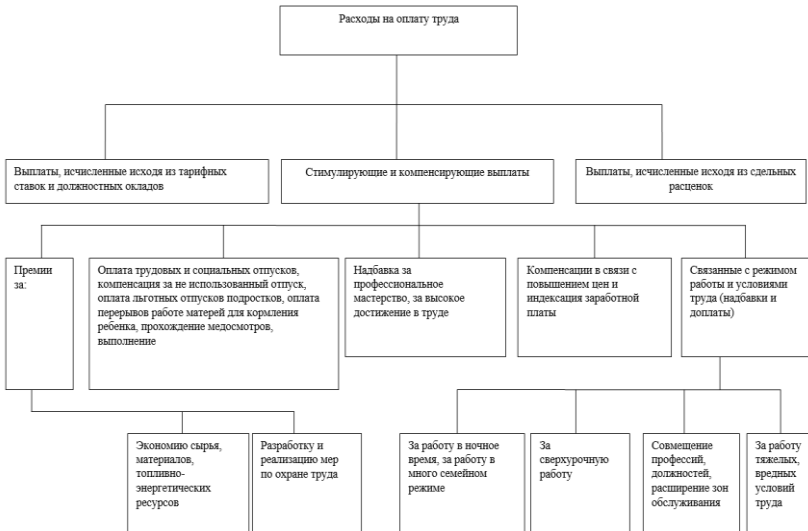 Расходы на оплату труда
Выплаты, исчисленные исходя из тарифных
ставок и должностных окладов
Стимулирующие и компенсирующие выплаты
Выплаты, исчисленные исходя из сдельных
расценок
Премии
за:
Оплата трудовых и социальных отпусков,
компенсация за не использованный отпуск,
оплата льготных отпусков подростков, оплата
перерывов работе матерей для кормления
ребенка, прохождение медосмотров,
выполнение
Надбавка за
профессиональное
мастерство, за высокое
достижение в труде
Компенсации в связи с
повышением цен и
индексация заработной
платы
Связанные с режимом
работы и условиями
труда (надбавки и
доплаты)
Экономию сырья,
материалов,
топливно-
энергетических
ресурсов
Разработку и
реализацию мер
по охране труда
За работу в ночное
время, за работу в
много семейном
режиме
За
сверхурочную
работу
Совмещение
профессий,
должностей,
расширение зон
обслуживания
За работу
тяжелых,
вредных
условий
труда